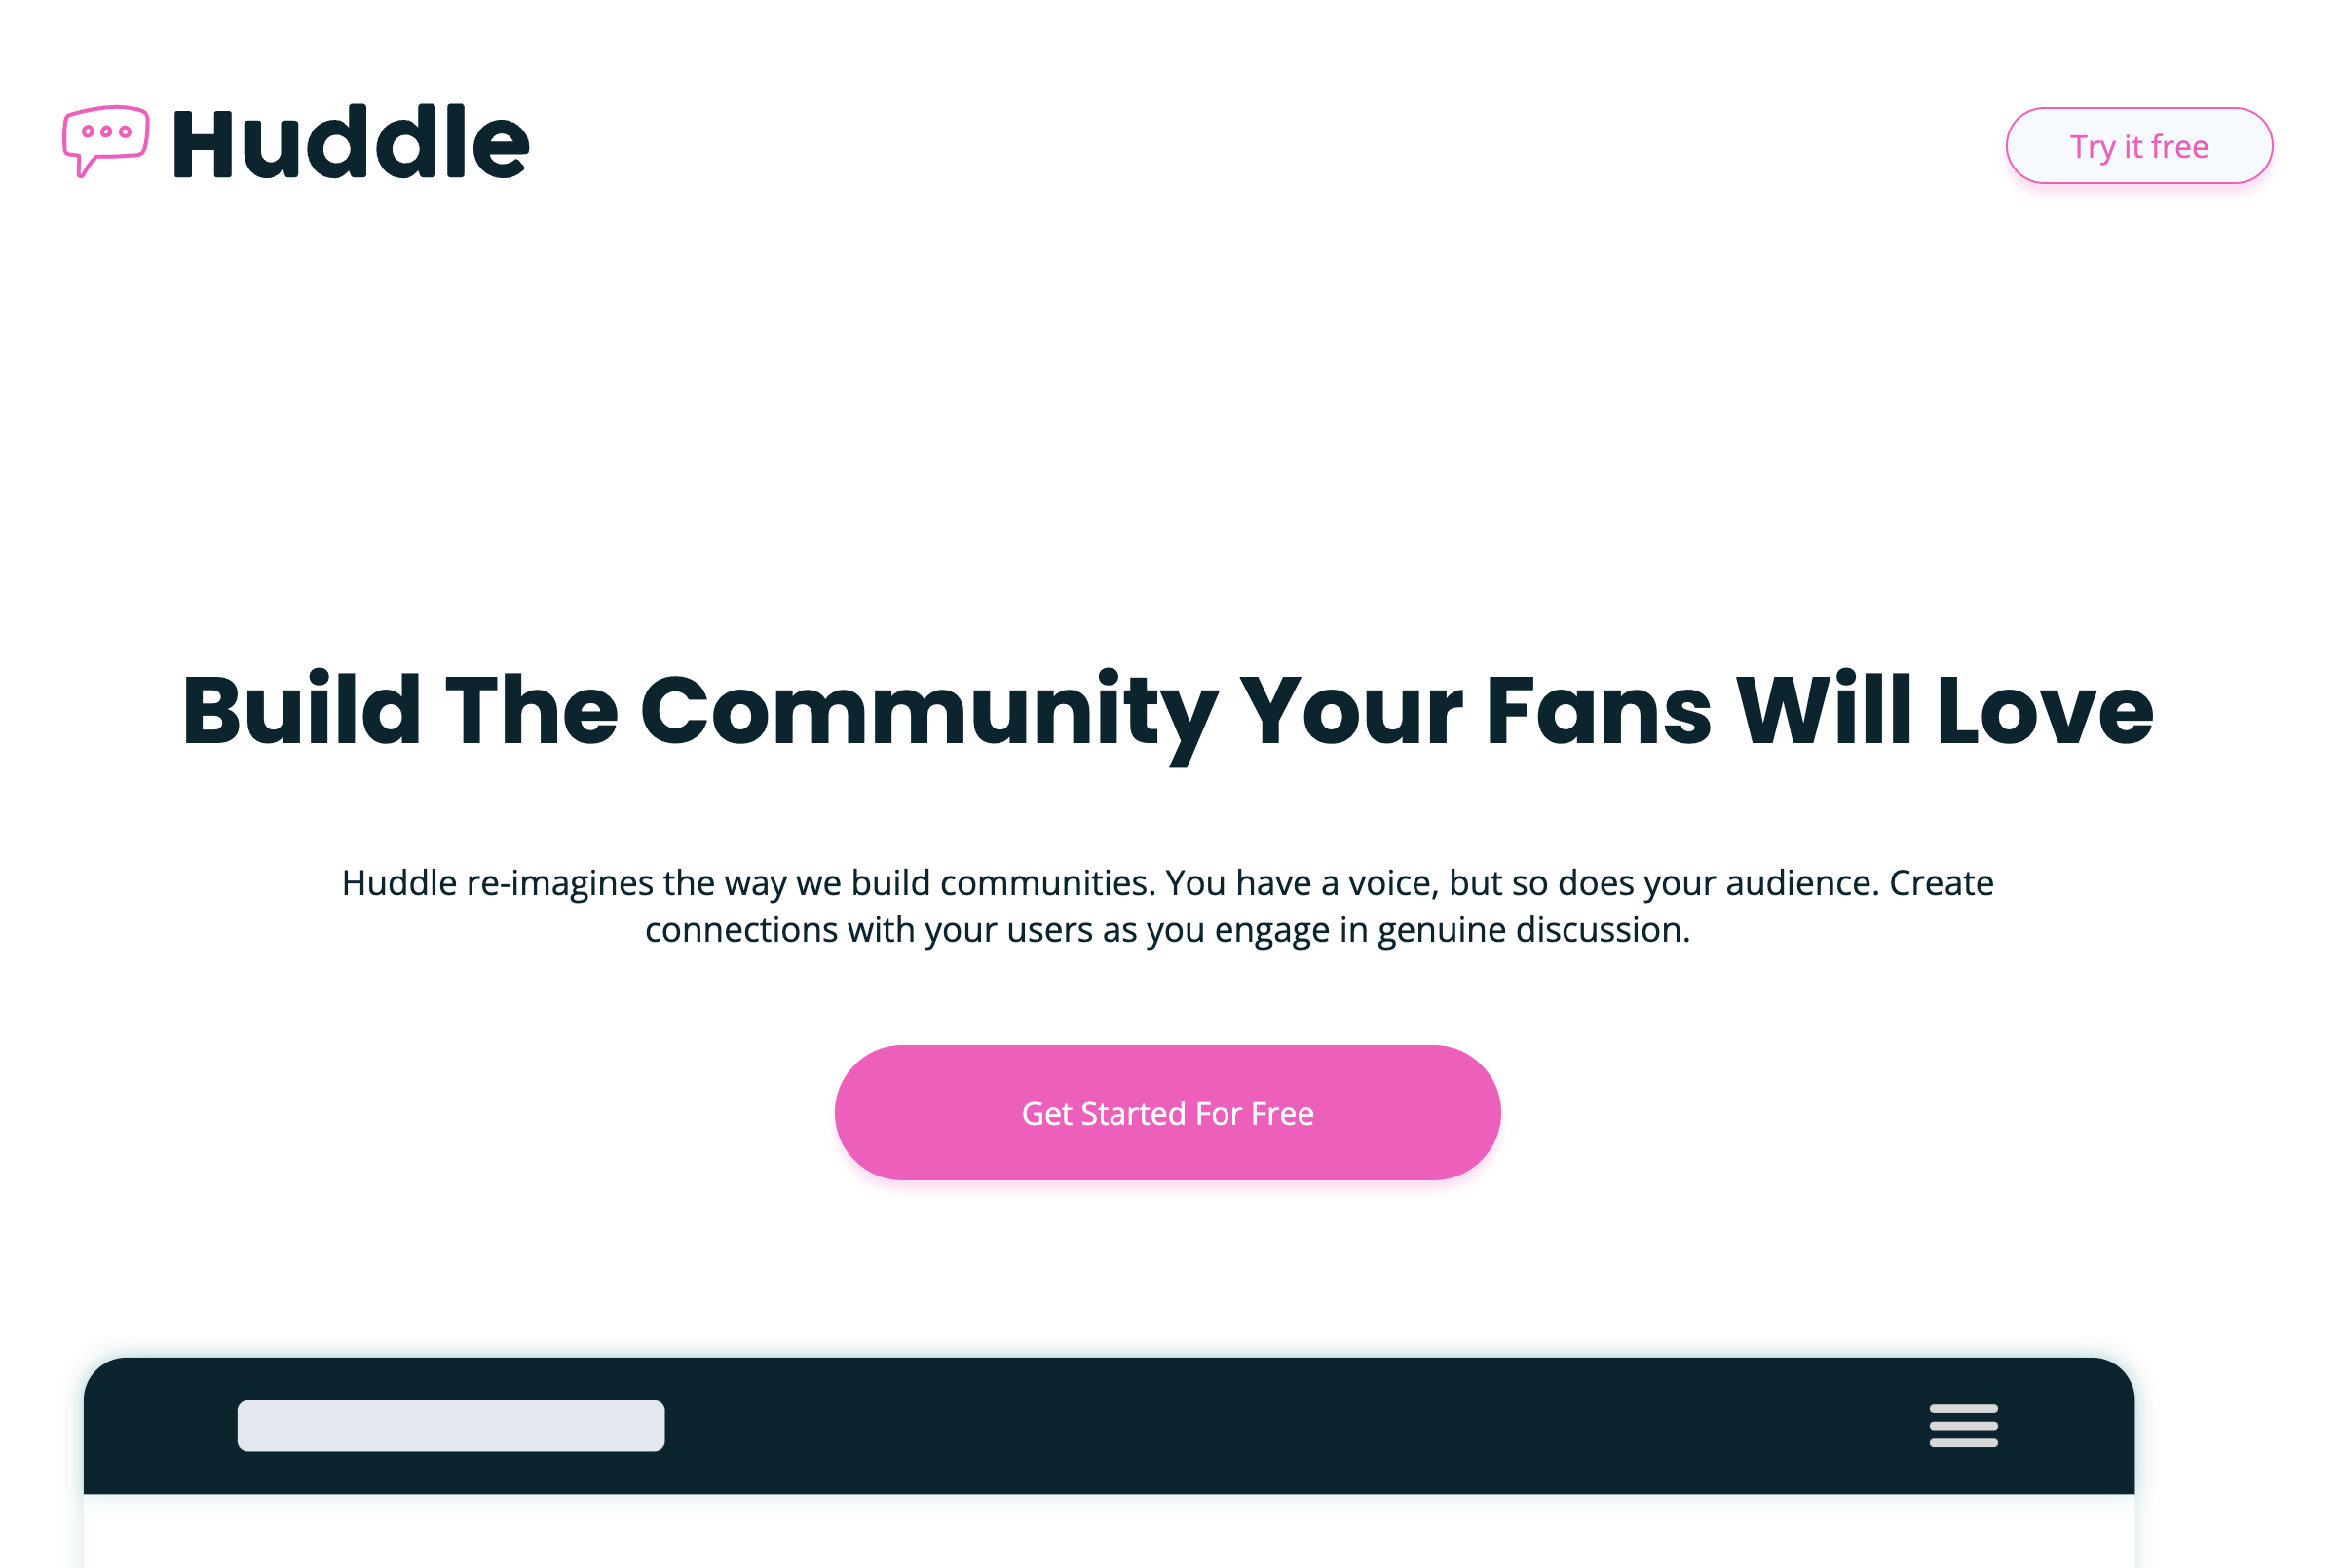 Huddle
Try it free
Build The Community Your Fans Will Love
Huddle re-imagines the way we build communities. You have a voice, but so does your audience. Create
connections with your users as you engage in genuine discussion.
Get Started For Free